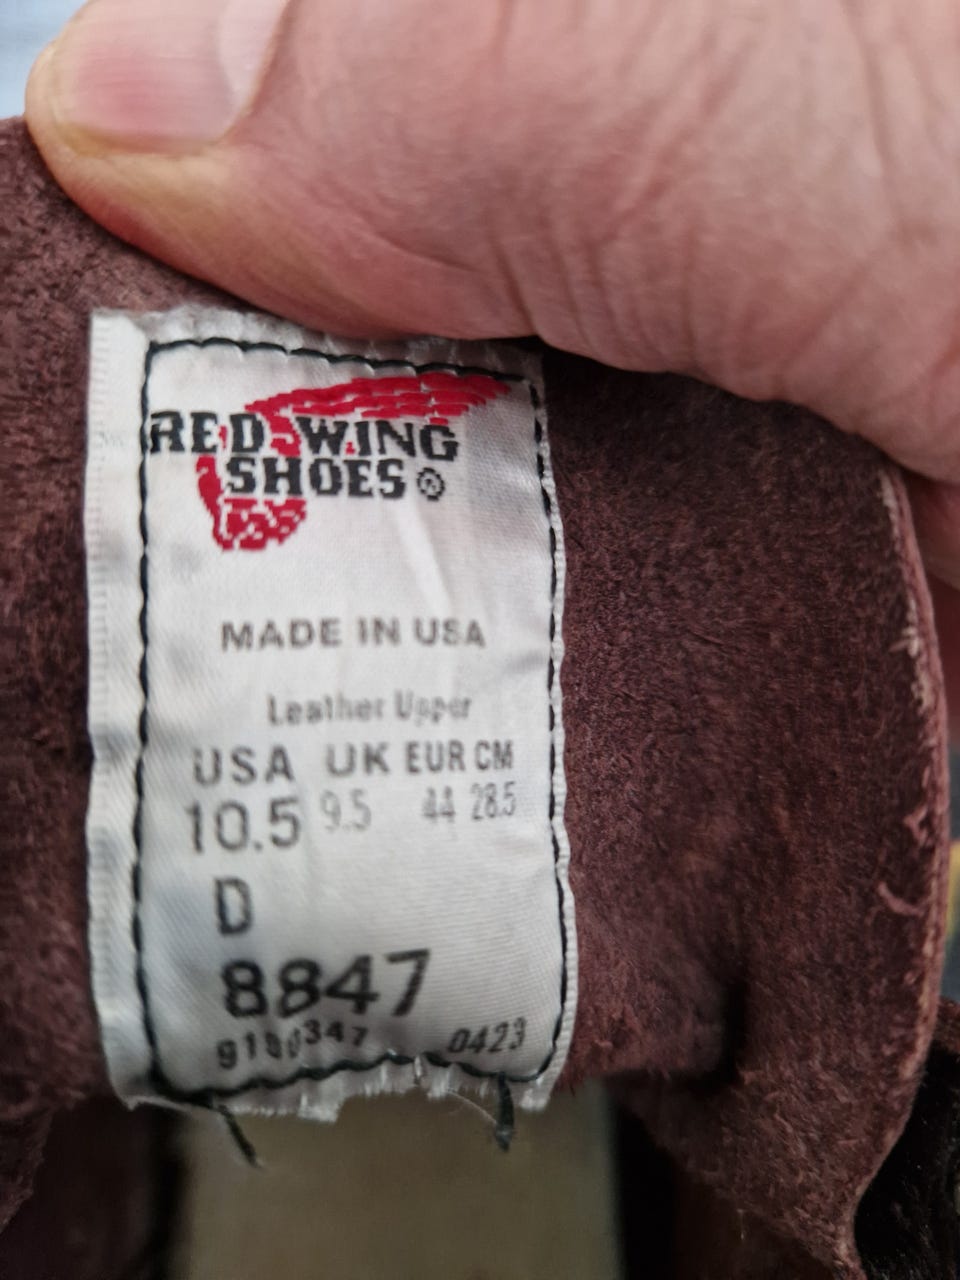 RED WING
SHOES®
MADE IN USA
Leather Upper
USA UK EUR CM
10.5 9.5 44 28.5
D
8847
0423